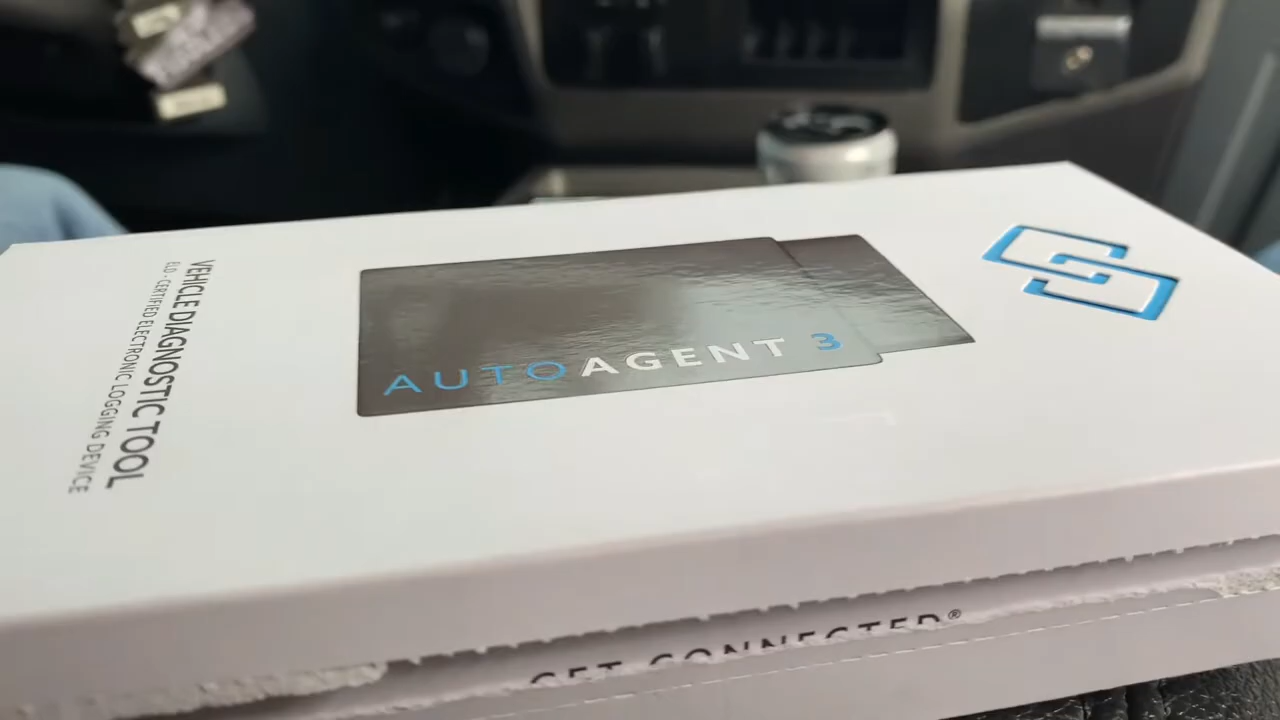 VEHICLE DIAGNOSTIC TOOL
ELD - CERTIFIED ELECTRONIC LOGGING DEVICE
AUTOAGENT 3
GET CONNECTED®